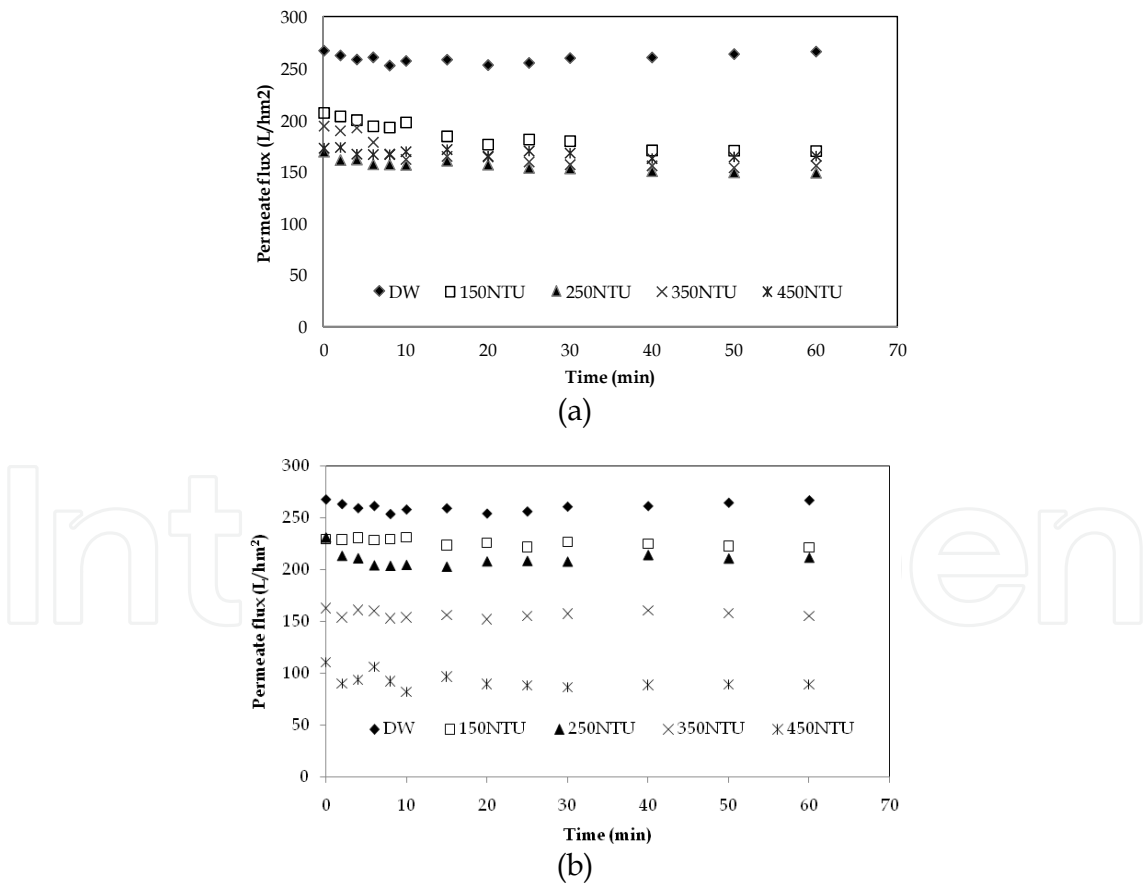 300
250
200
150
100
50
0
Permeate flux (L/hm2)
DW 150NTU 250NTU 350NTU 450NTU
0 10 20 30 40 50 60 70
Time (min)
(a)
300
250
200
150
100
50
0
Permeate flux (L/hm²)
DW 150NTU 250NTU 350NTU 450NTU
0 10 20 30 40 50 60 70
Time (min)
(b)